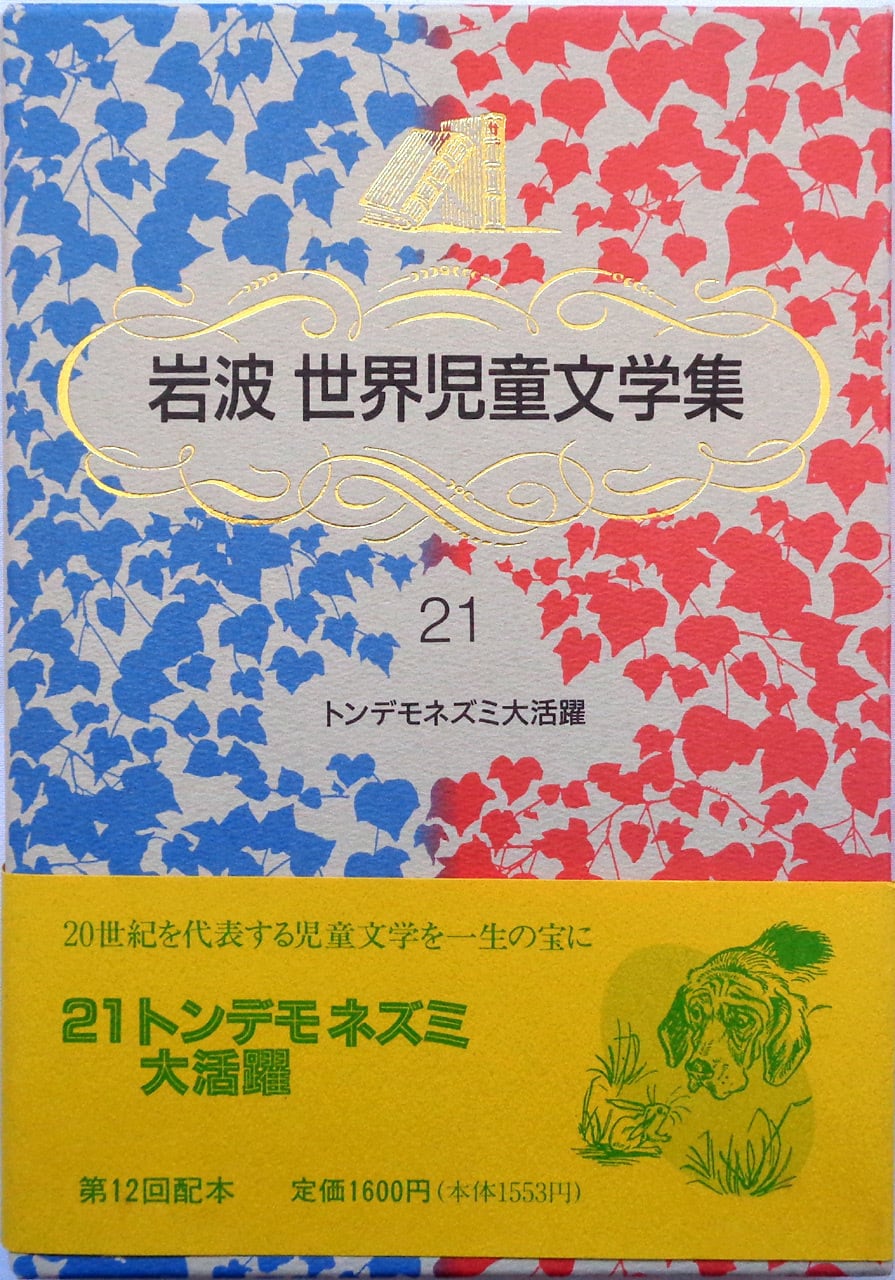 岩波 世界児童文学集
21
トンデモネズミ大活躍
20世紀を代表する児童文学を一生の宝に
21トンデモネズミ
大活躍
第12回配本 定価1600円(本体1553円)